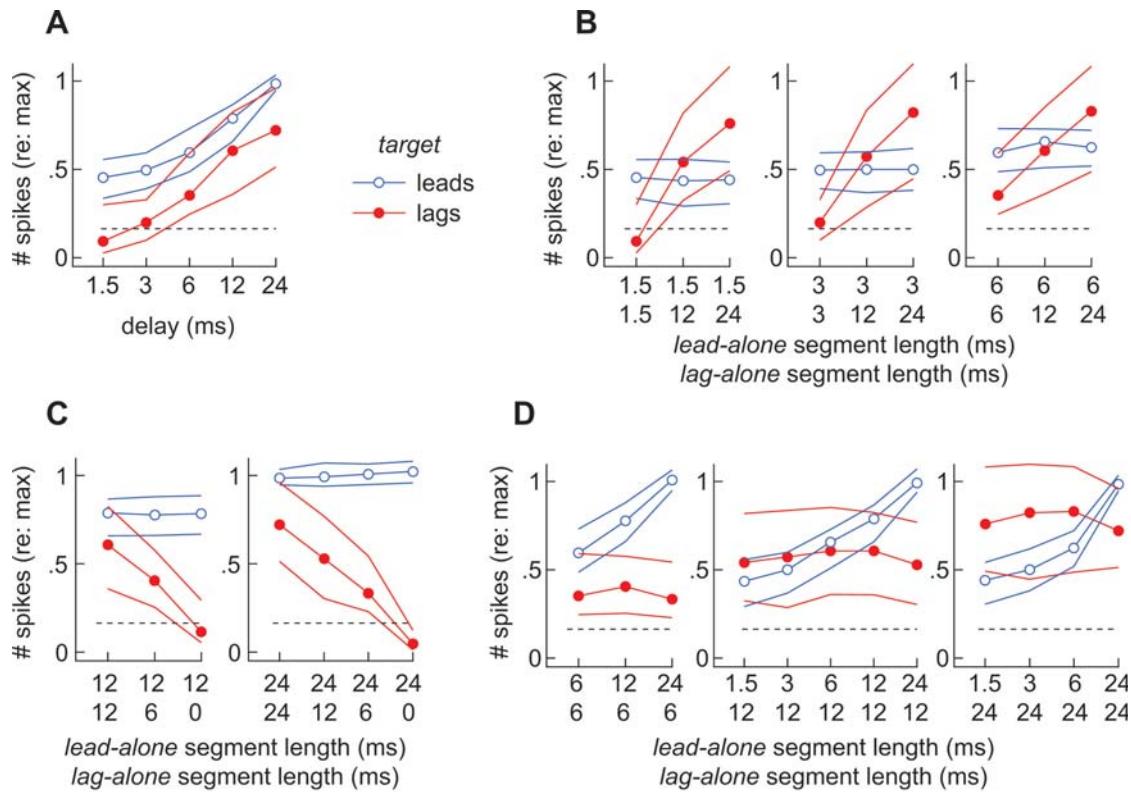 A
# spikes (re: max)
1
.5
0
1.5 3 6 12 24
delay (ms)
target
leads
lags
B
# spikes (re: max)
1
.5
0
1.5 1.5 1.5
1.5 12 24
3 3 3
3 12 24
6 6 6
6 12 24
lead-alone segment length (ms)
lag-alone segment length (ms)
C
# spikes (re: max)
1
.5
0
1
.5
0
12 12 12
12 6 0
24 24 24 24
24 12 6 0
lead-alone segment length (ms)
lag-alone segment length (ms)
D
# spikes (re: max)
1
.5
0
1
.5
0
1
.5
0
6 12 24
6 6 6
1.5 3 6 12 24
12 12 12 12 12
1.5 3 6 24
24 24 24 24
lead-alone segment length (ms)
lag-alone segment length (ms)